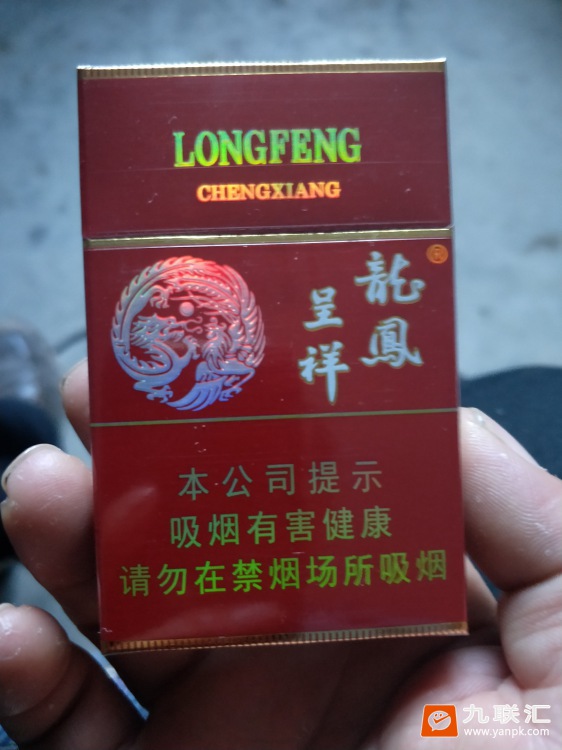 LONGFENG
CHENGXIANG
®
龍鳳
呈祥
本公司提示
吸烟有害健康
请勿在禁烟场所吸烟
九联汇
www.yanpk.com